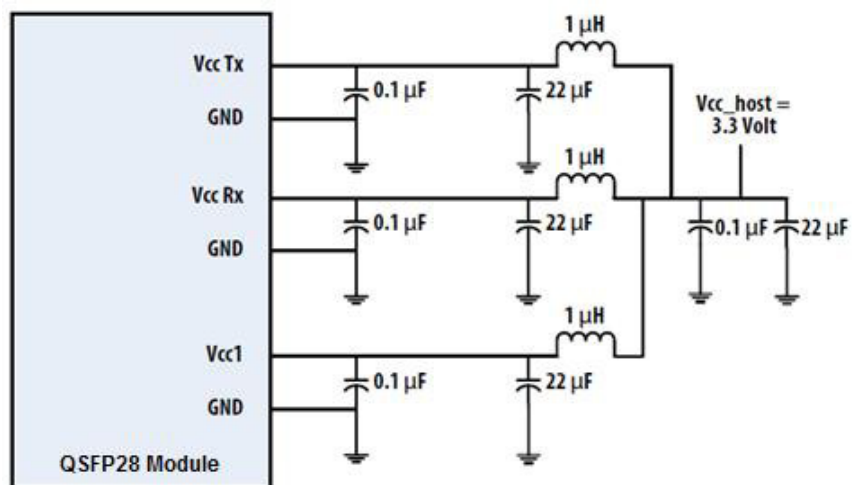 1 μH
Vcc Tx
0.1 μF
22 μF
GND
Vcc_host =
3.3 Volt
1 μH
Vcc Rx
0.1 μF
22 μF
0.1 μF
22 μF
GND
1 μH
Vcc1
0.1 μF
22 μF
GND
QSFP28 Module